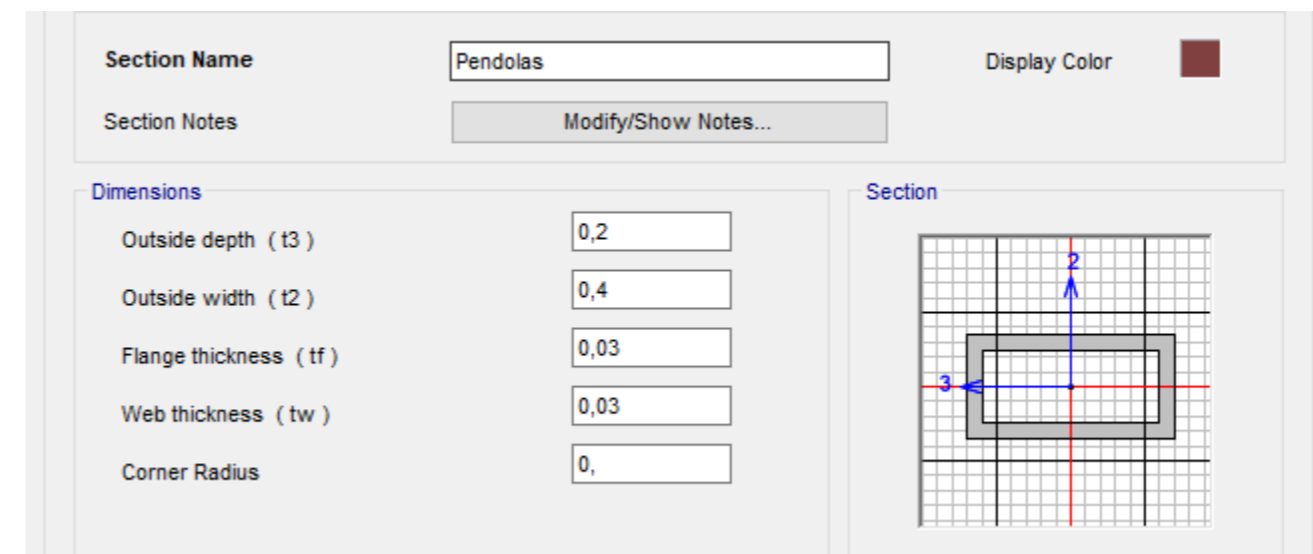 Section Name Pendolas Display Color
Section Notes Modify/Show Notes...
Dimensions
Outside depth ( t3 ) 0,2
Outside width ( t2 ) 0,4
Flange thickness ( tf ) 0,03
Web thickness ( tw ) 0,03
Corner Radius 0,
Section
2
3